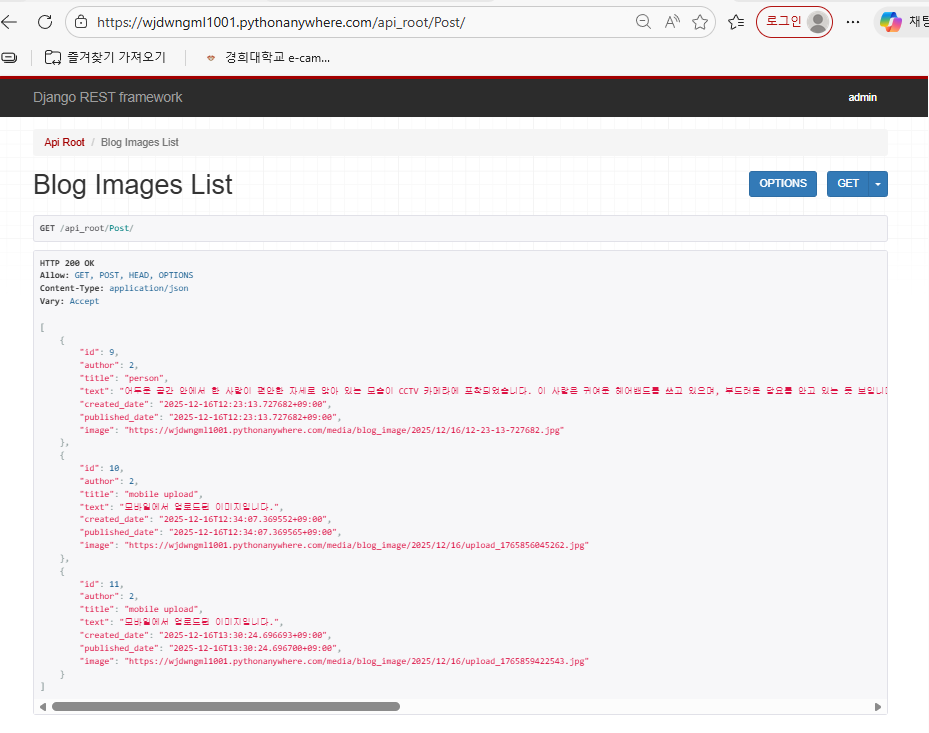 https://wjdwngml1001.pythonanywhere.com/api_root/Post/
로그인
채팅
즐겨찾기 가져오기
경희대학교 e-cam...
Django REST framework
admin
Api Root / Blog Images List
Blog Images List
OPTIONS
GET
GET /api_root/Post/
HTTP 200 OK
Allow: GET, POST, HEAD, OPTIONS
Content-Type: application/json
Vary: Accept
[
{
"id": 9,
"author": 2,
"title": "person",
"text": "어두운 공간 안에서 한 사람이 편안한 자세로 앉아 있는 모습이 CCTV 카메라에 포착되었습니다. 이 사람은 귀여운 헤어밴드를 쓰고 있으며, 부드러운 담요를 안고 있는 듯 보입니다
"created_date": "2025-12-16T12:23:13.727682+09:00",
"published_date": "2025-12-16T12:23:13.727682+09:00",
"image": "https://wjdwngml1001.pythonanywhere.com/media/blog_image/2025/12/16/12-23-13-727682.jpg"
},
{
"id": 10,
"author": 2,
"title": "mobile upload",
"text": "모바일에서 업로드된 이미지입니다.",
"created_date": "2025-12-16T12:34:07.369552+09:00",
"published_date": "2025-12-16T12:34:07.369565+09:00",
"image": "https://wjdwngml1001.pythonanywhere.com/media/blog_image/2025/12/16/upload_1765856045262.jpg"
},
{
"id": 11,
"author": 2,
"title": "mobile upload",
"text": "모바일에서 업로드된 이미지입니다.",
"created_date": "2025-12-16T13:30:24.696693+09:00",
"published_date": "2025-12-16T13:30:24.696700+09:00",
"image": "https://wjdwngml1001.pythonanywhere.com/media/blog_image/2025/12/16/upload_1765859422543.jpg"
}
]